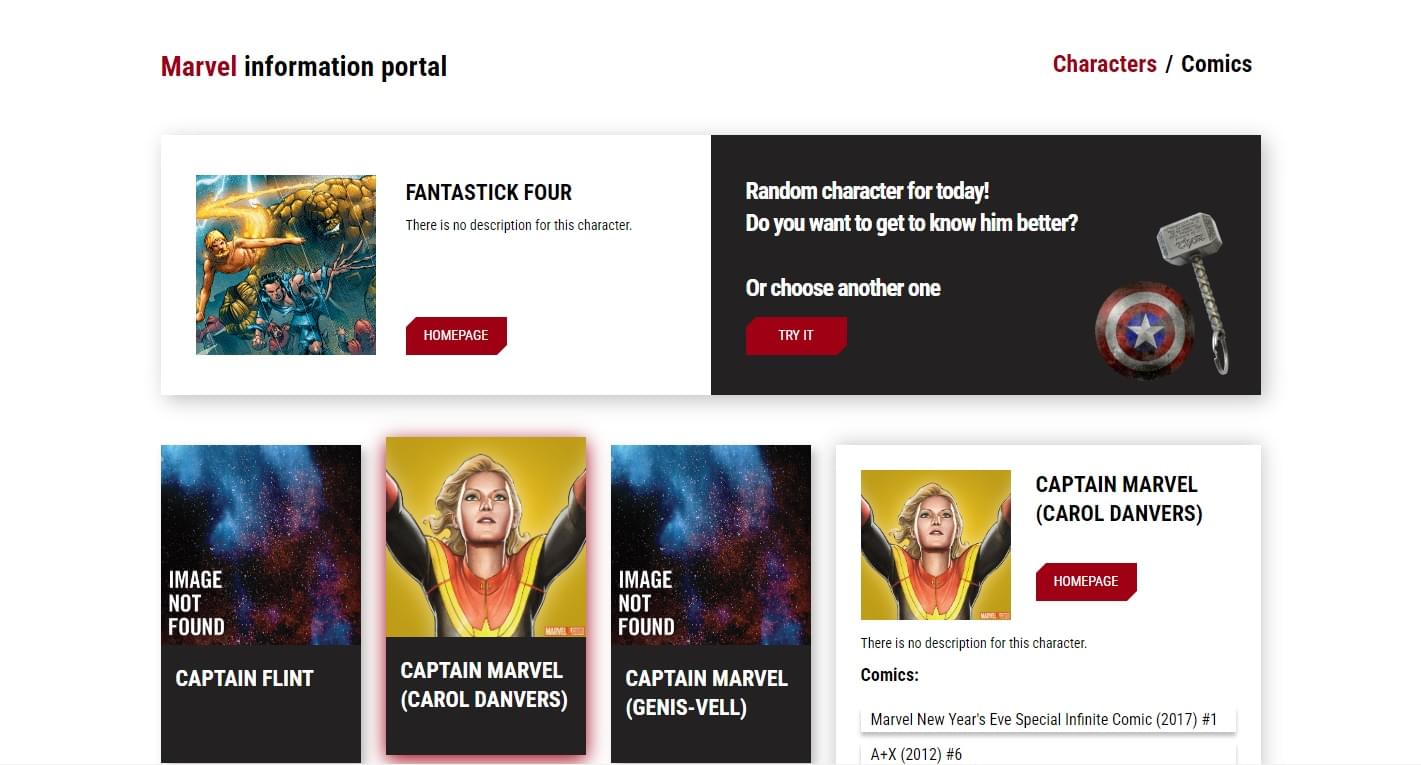 Marvel information portal
Characters / Comics
FANTASTICK FOUR
There is no description for this character.
HOMEPAGE
Random character for today!
Do you want to get to know him better?
Or choose another one
TRY IT
IMAGE
NOT
FOUND
CAPTAIN FLINT
MARVEL
CAPTAIN MARVEL
(CAROL DANVERS)
IMAGE
NOT
FOUND
CAPTAIN MARVEL
(GENIS-VELL)
MARVEL
CAPTAIN MARVEL
(CAROL DANVERS)
HOMEPAGE
There is no description for this character.
Comics:
Marvel New Year's Eve Special Infinite Comic (2017) #1
A+X (2012) #6